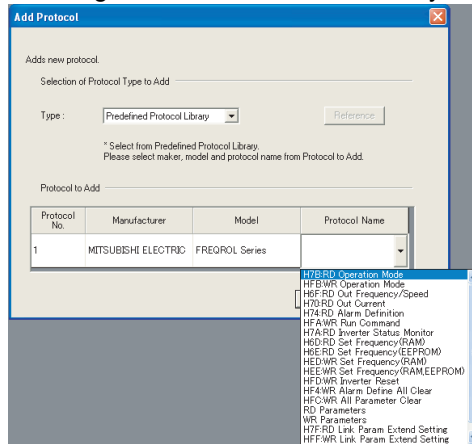 Add Protocol
Adds new protocol.
Selection of Protocol Type to Add
Type :
Predefined Protocol Library
Reference
* Select from Predefined Protocol Library.
Please select maker, model and protocol name from Protocol to Add.
Protocol to Add
Protocol No.
Manufacturer
Model
Protocol Name
1
MITSUBISHI ELECTRIC
FREQROL Series
H7B:RD Operation Mode
HFB:WR Operation Mode
H6F:RD Out Frequency/Speed
H70:RD Out Current
H74:RD Alarm Definition
HFA:WR Run Command
H7A:RD Inverter Status Monitor
H6D:RD Set Frequency(RAM)
H6E:RD Set Frequency(EEPROM)
HED:WR Set Frequency(RAM)
HEE:WR Set Frequency(RAM,EEPROM)
HFD:WR Inverter Reset
HF4:WR Alarm Define All Clear
HFC:WR All Parameter Clear
RD Parameters
WR Parameters
H7F:RD Link Param Extend Setting
HFF:WR Link Param Extend Setting